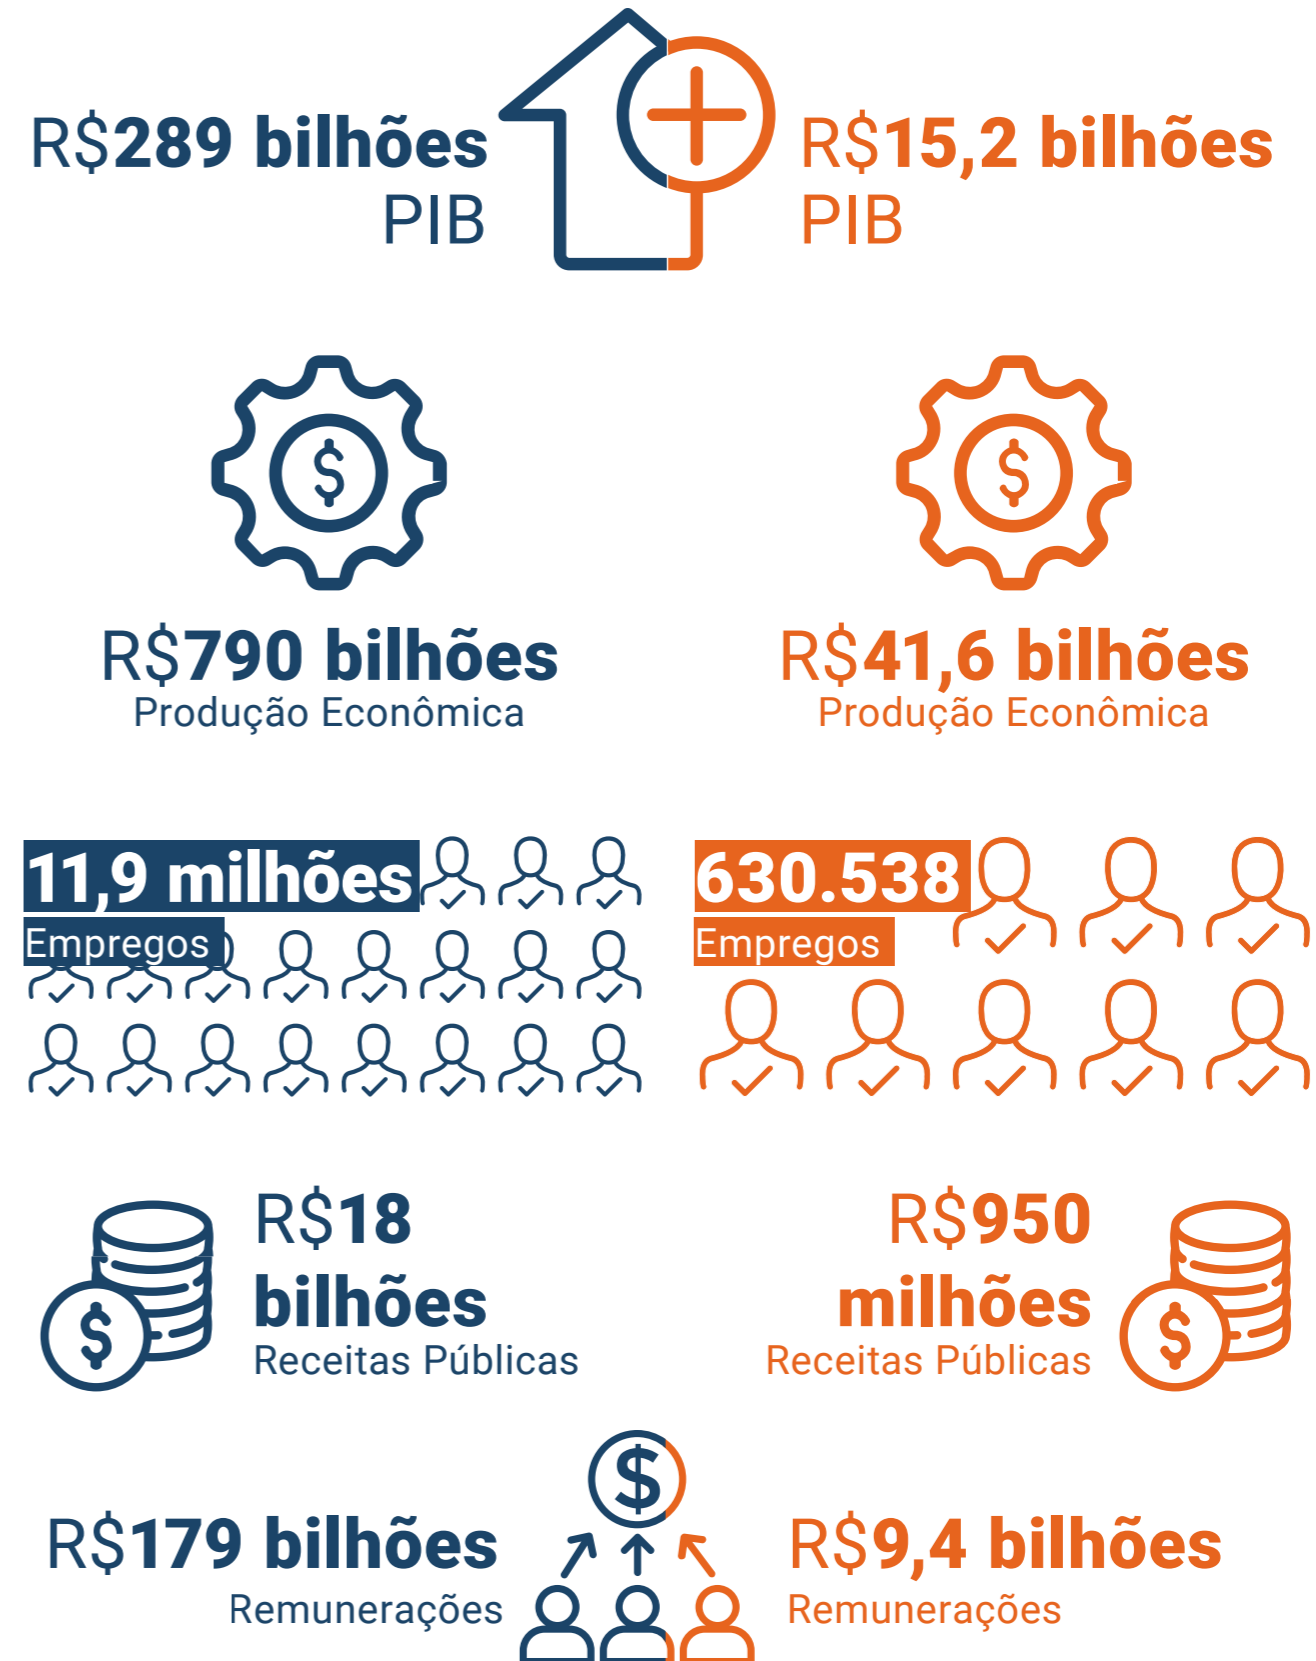 R$289 bilhões
PIB
R$15,2 bilhões
PIB
$
$
R$790 bilhões
Produção Econômica
R$41,6 bilhões
Produção Econômica
11,9 milhões
Empregos
630.538
Empregos
$
R$18
bilhões
Receitas Públicas
R$950
milhões
Receitas Públicas
$
$
R$179 bilhões
Remunerações
R$9,4 bilhões
Remunerações